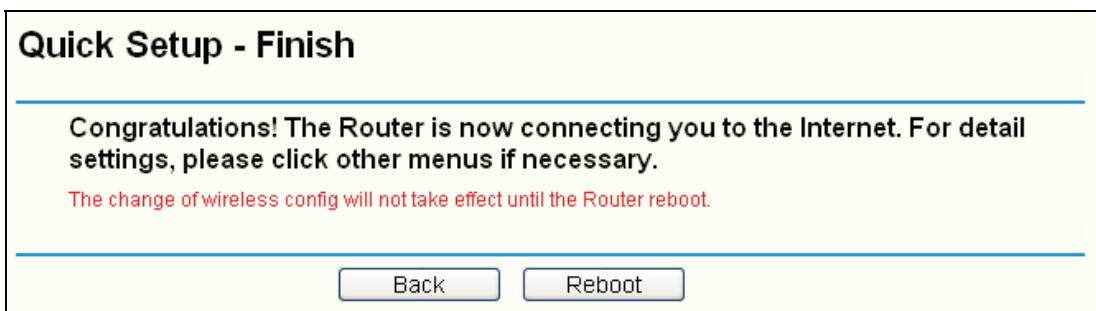 Quick Setup - Finish
Congratulations! The Router is now connecting you to the Internet. For detail
settings, please click other menus if necessary.
The change of wireless config will not take effect until the Router reboot.
Back
Reboot